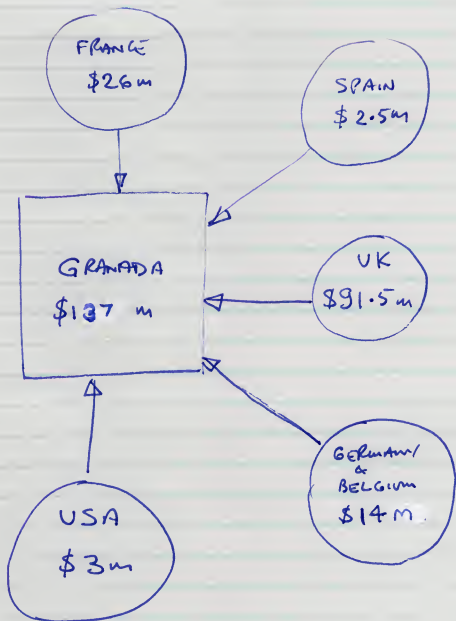 FRANCE
$26m
SPAIN
$2.5m
GRANADA
$137 m
UK
$91.5m
GERMANY/
&
BELGIUM
$14M
USA
$3m